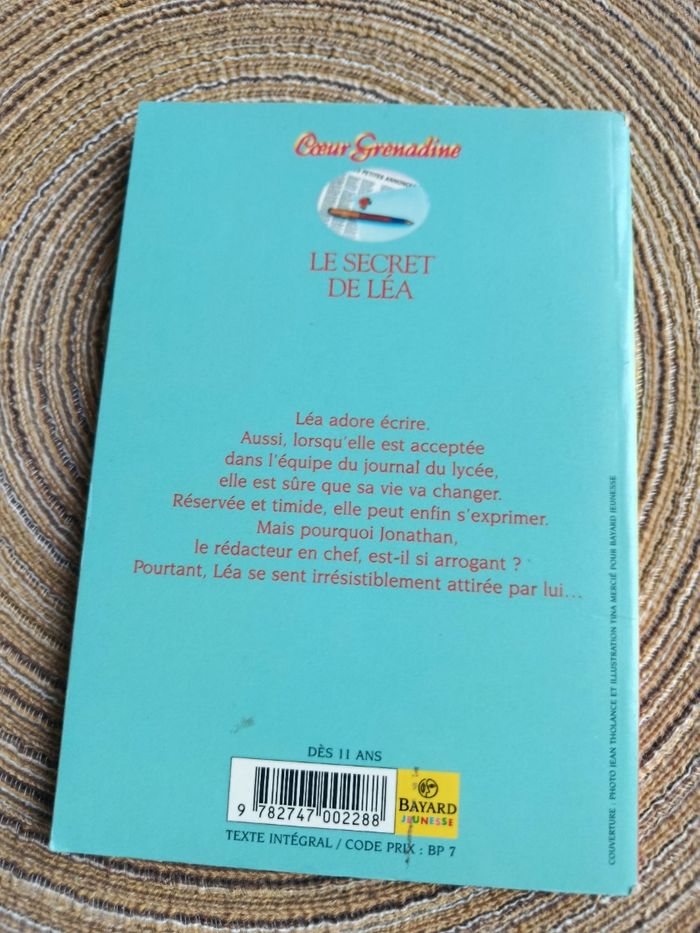 Cœur Grenadine
PETITES ANNONCES
LE SECRET
DE LÉA
Léa adore écrire.
Aussi, lorsqu'elle est acceptée
dans l'équipe du journal du lycée,
elle est sûre que sa vie va changer.
Réservée et timide, elle peut enfin s'exprimer.
Mais pourquoi Jonathan,
le rédacteur en chef, est-il si arrogant ?
Pourtant, Léa se sent irrésistiblement attirée par lui...
COUVERTURE : PHOTO JEAN THOLANCE ET ILLUSTRATION TINA MERCIÉ POUR BAYARD JEUNESSE
DÈS 11 ANS
9 782747 002288
BAYARD
JEUNESSE
TEXTE INTÉGRAL / CODE PRIX : BP 7